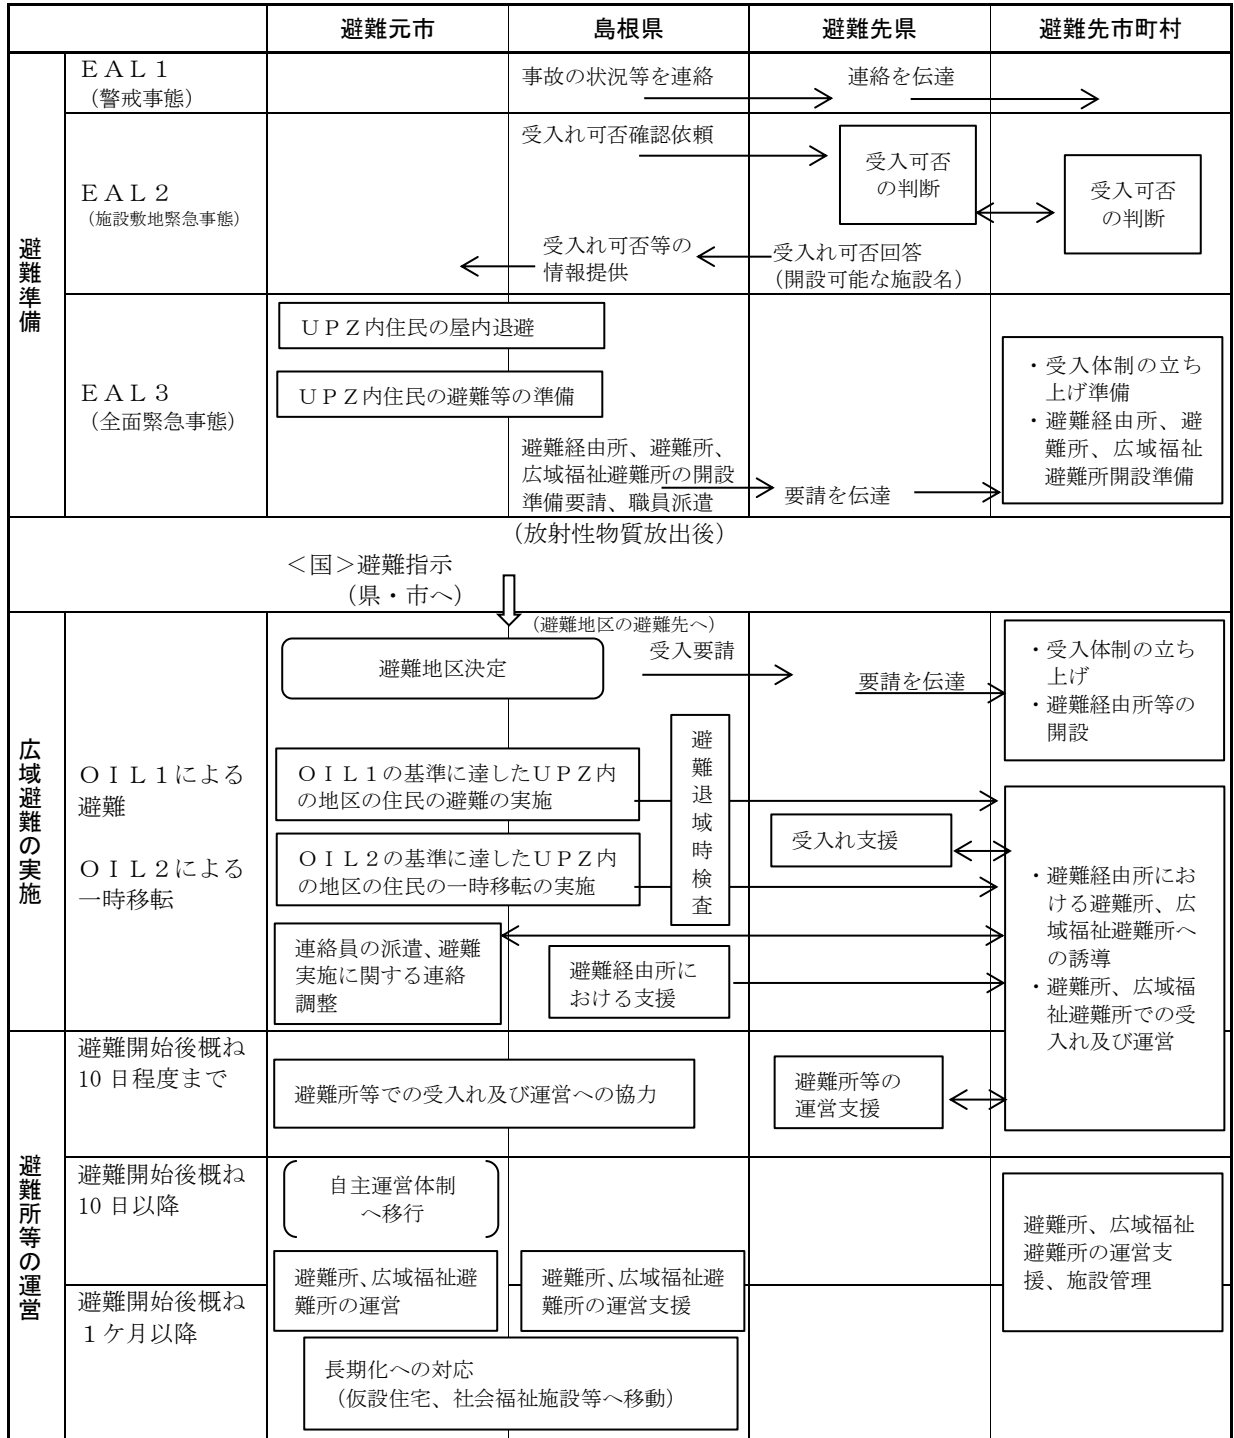 避難元市
島根県
避難先県
避難先市町村
避難準備
ＥＡＬ１
（警戒事態）
事故の状況等を連絡
連絡を伝達
ＥＡＬ２
（施設敷地緊急事態）
受入れ可否確認依頼
受入可否
の判断
受入可否
の判断
受入れ可否等の
情報提供
受入れ可否回答
（開設可能な施設名）
ＥＡＬ３
（全面緊急事態）
ＵＰＺ内住民の屋内退避
ＵＰＺ内住民の避難等の準備
避難経由所、避難所、
広域福祉避難所の開設
準備要請、職員派遣
要請を伝達
・受入体制の立ち
上げ準備
・避難経由所、避
難所、広域福祉
避難所開設準備
（放射性物質放出後）
＜国＞避難指示
（県・市へ）
広域避難の実施
ＯＩＬ１による
避難
ＯＩＬ２による
一時移転
避難地区決定
（避難地区の避難先へ）
受入要請
要請を伝達
・受入体制の立ち
上げ
・避難経由所等の
開設
ＯＩＬ１の基準に達したＵＰＺ内
の地区の住民の避難の実施
ＯＩＬ２の基準に達したＵＰＺ内
の地区の住民の一時移転の実施
避難退域時検査
受入れ支援
連絡員の派遣、避難
実施に関する連絡
調整
避難経由所に
おける支援
・避難経由所にお
ける避難所、広
域福祉避難所へ
の誘導
・避難所、広域福
祉避難所での受
入れ及び運営
避難所等の運営
避難開始後概ね
10 日程度まで
避難所等での受入れ及び運営への協力
避難所等の
運営支援
避難開始後概ね
10 日以降
自主運営体制
へ移行
避難所、広域福祉避
難所の運営
避難所、広域福祉避
難所の運営支援
避難所、広域福祉
避難所の運営支
援、施設管理
避難開始後概ね
１ケ月以降
長期化への対応
（仮設住宅、社会福祉施設等へ移動）